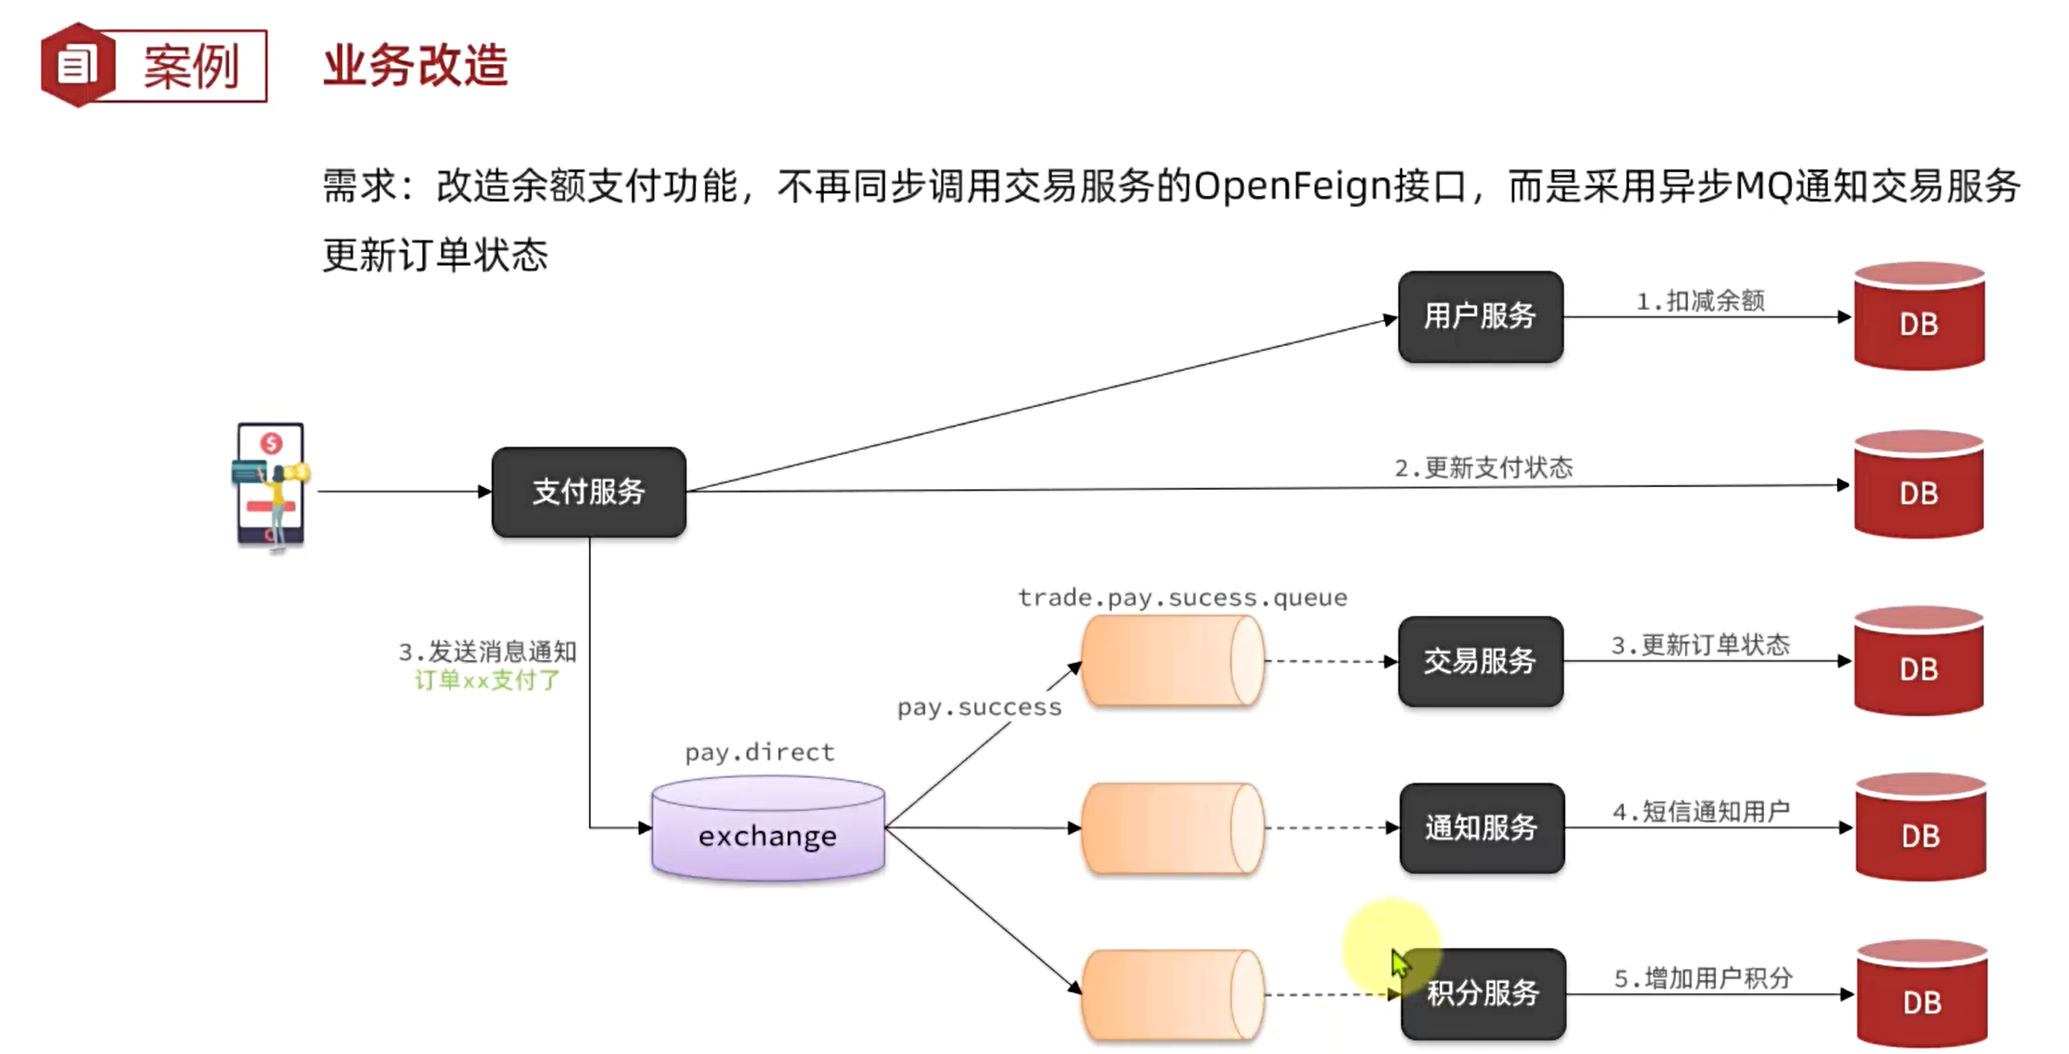 案例
业务改造
需求：改造余额支付功能，不再同步调用交易服务的OpenFeign接口，而是采用异步MQ通知交易服务
更新订单状态
用户服务
1.扣减余额
DB
支付服务
2.更新支付状态
DB
3.发送消息通知
订单xx支付了
trade.pay.sucess.queue
pay.success
交易服务
3.更新订单状态
DB
pay.direct
exchange
通知服务
4.短信通知用户
DB
积分服务
5.增加用户积分
DB